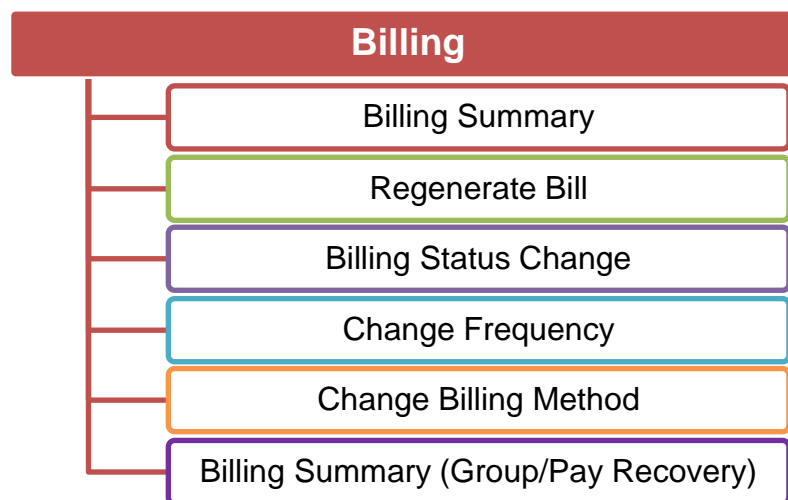 Billing
Billing Summary
Regenerate Bill
Billing Status Change
Change Frequency
Change Billing Method
Billing Summary (Group/Pay Recovery)